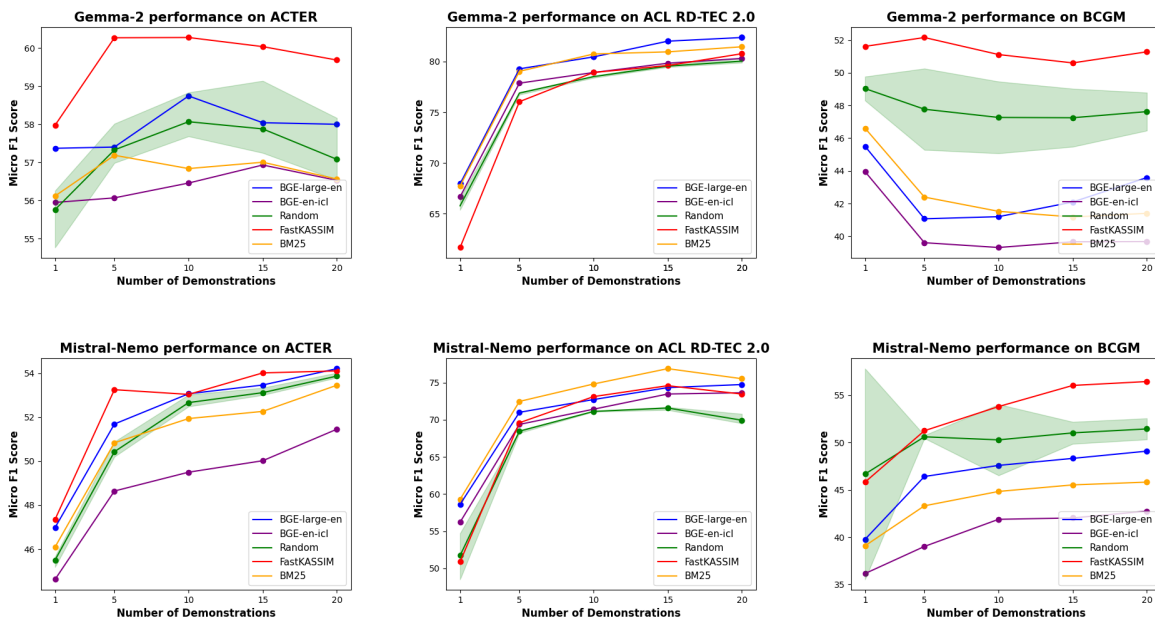 Gemma-2 performance on ACTER
Micro F1 Score
60
59
58
57
56
55
BGE-large-en
BGE-en-icl
Random
FastKASSIM
BM25
1 5 10 15 20
Number of Demonstrations
Gemma-2 performance on ACL RD-TEC 2.0
Micro F1 Score
80
75
70
65
BGE-large-en
BGE-en-icl
Random
FastKASSIM
BM25
1 5 10 15 20
Number of Demonstrations
Gemma-2 performance on BCGM
Micro F1 Score
52
50
48
46
44
42
40
BGE-large-en
BGE-en-icl
Random
FastKASSIM
BM25
1 5 10 15 20
Number of Demonstrations
Mistral-Nemo performance on ACTER
Micro F1 Score
54
52
50
48
46
BGE-large-en
BGE-en-icl
Random
FastKASSIM
BM25
1 5 10 15 20
Number of Demonstrations
Mistral-Nemo performance on ACL RD-TEC 2.0
Micro F1 Score
75
70
65
60
55
50
BGE-large-en
BGE-en-icl
Random
FastKASSIM
BM25
1 5 10 15 20
Number of Demonstrations
Mistral-Nemo performance on BCGM
Micro F1 Score
55
50
45
40
35
BGE-large-en
BGE-en-icl
Random
FastKASSIM
BM25
1 5 10 15 20
Number of Demonstrations